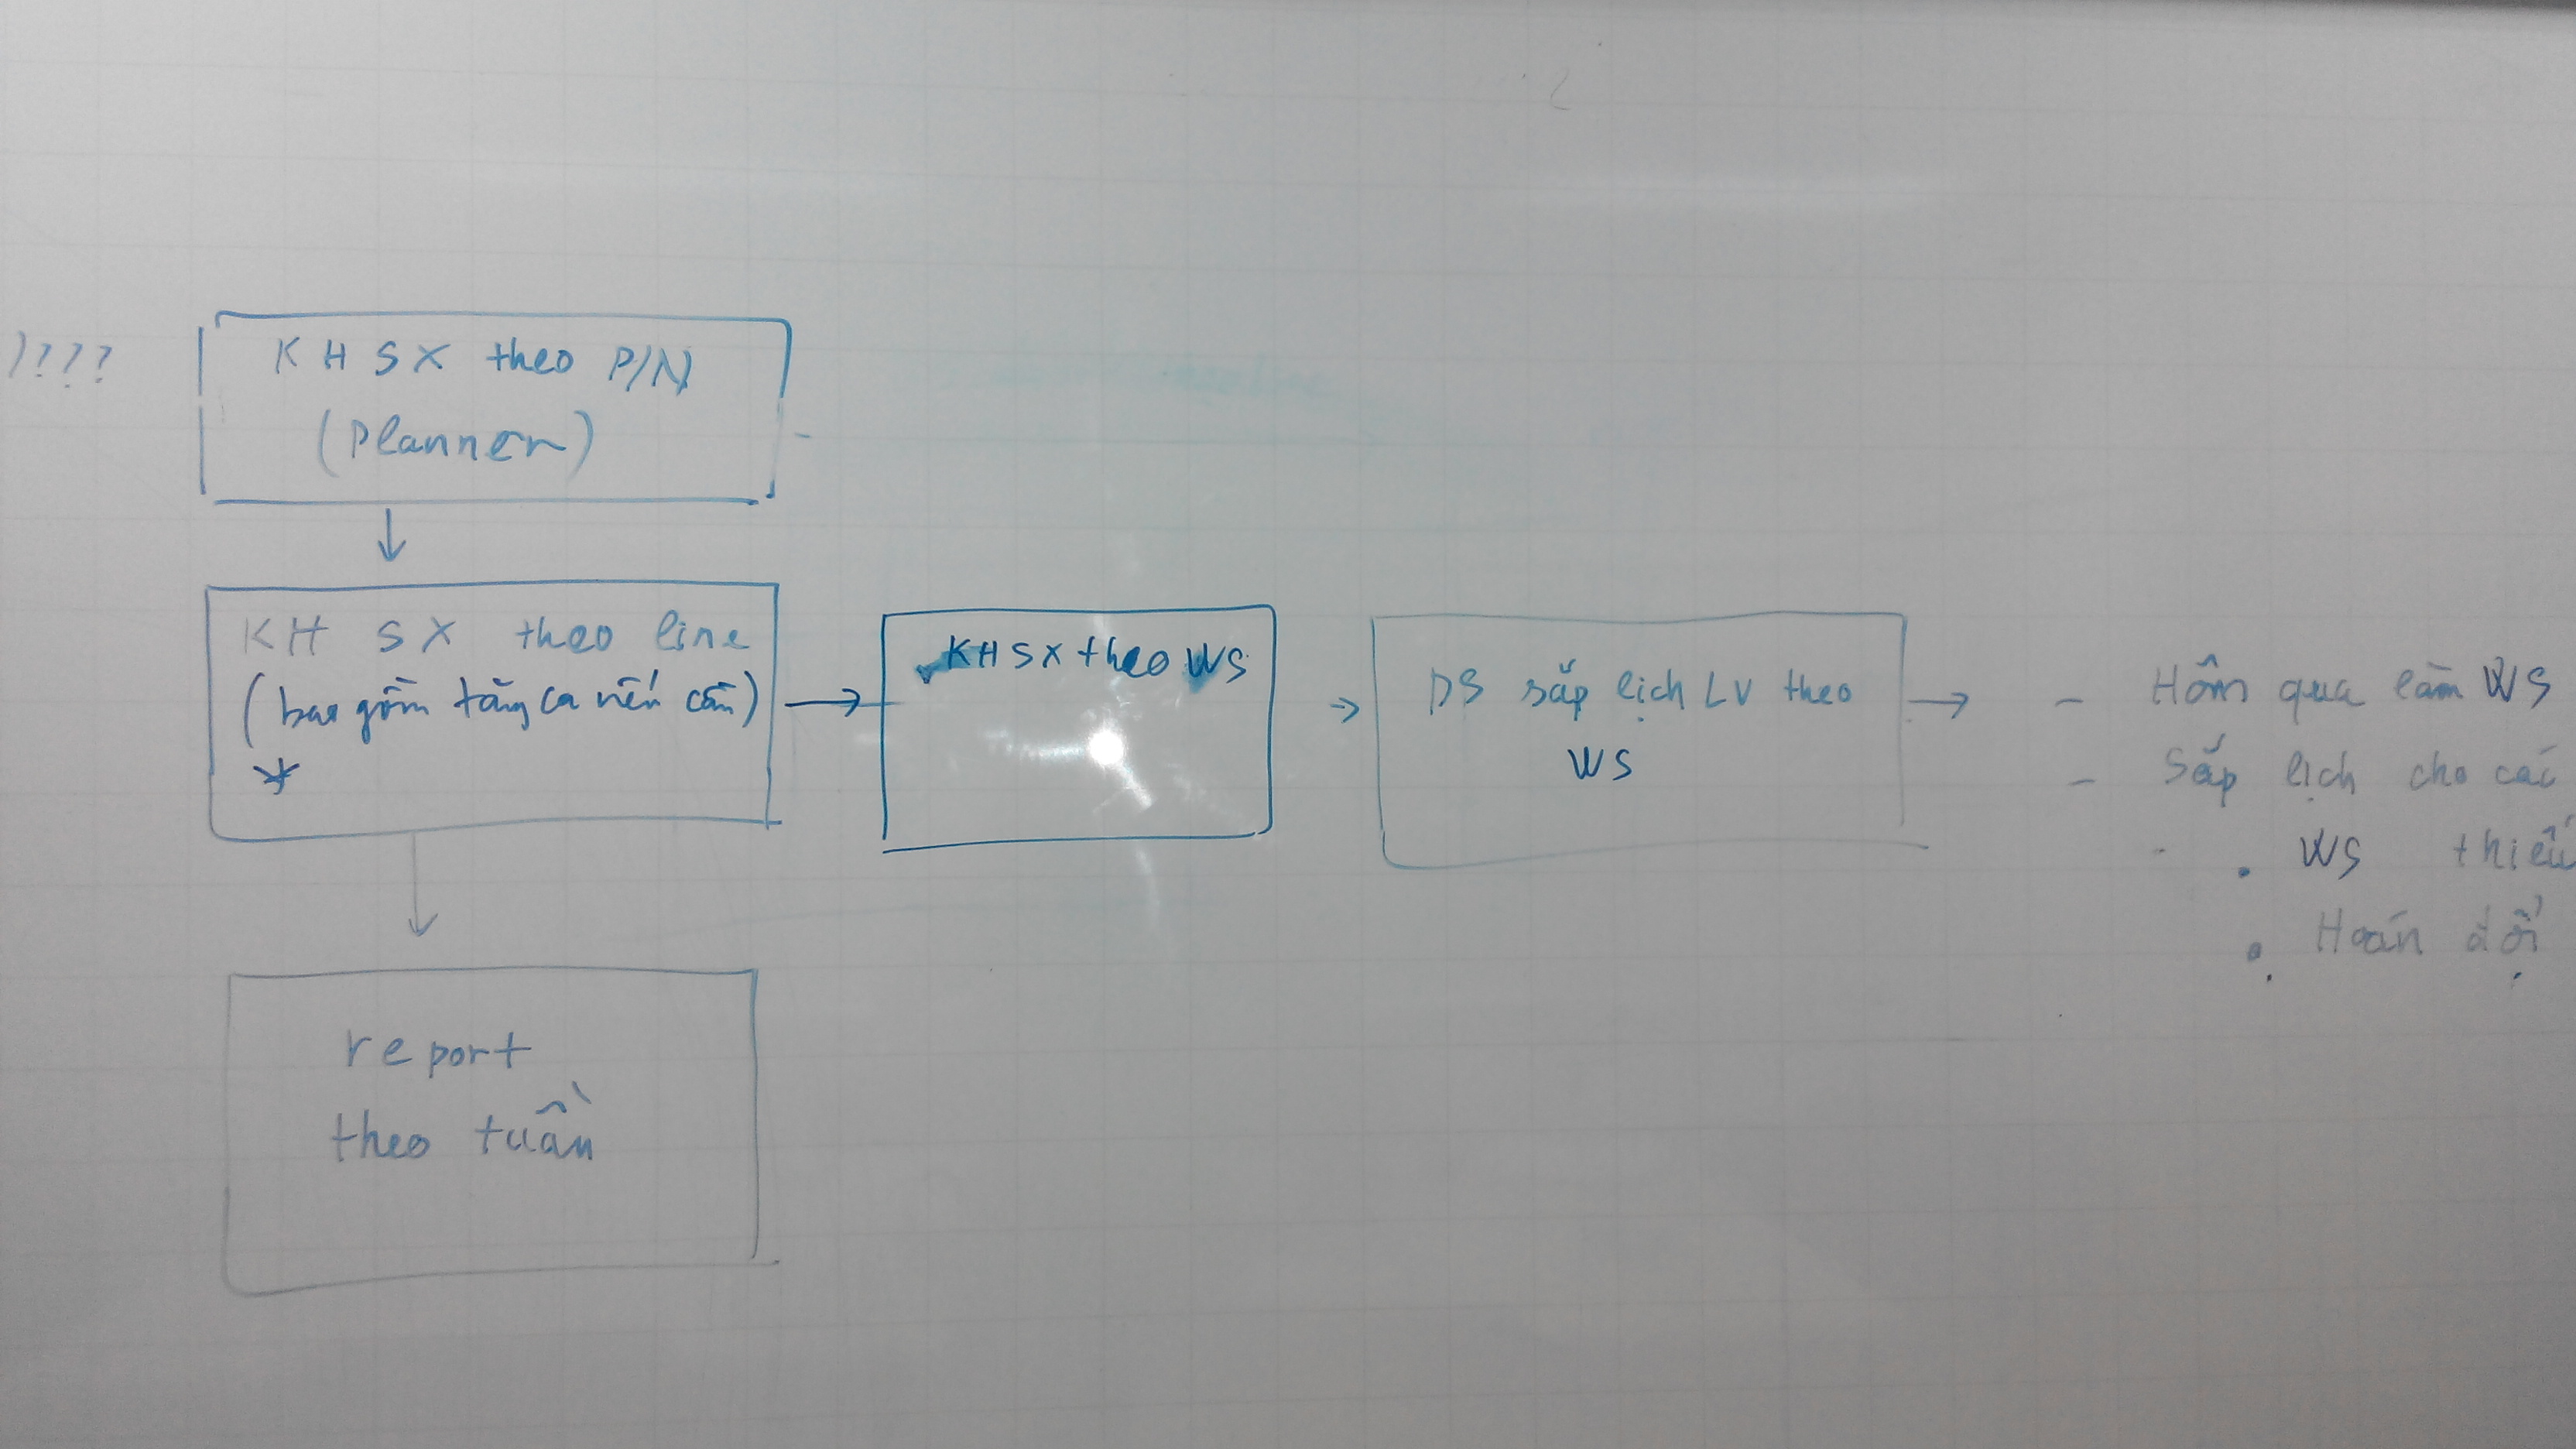 )???
KHSX theo P/N
(Planner)
KH SX theo line
(bao gồm tăng ca nếu cần)
*
KHSX theo WS
DS sắp lịch LV theo
WS
- Hôm qua làm WS
- Sắp lịch cho các
- . WS thiếu
. Hoán đổi
report
theo tuần